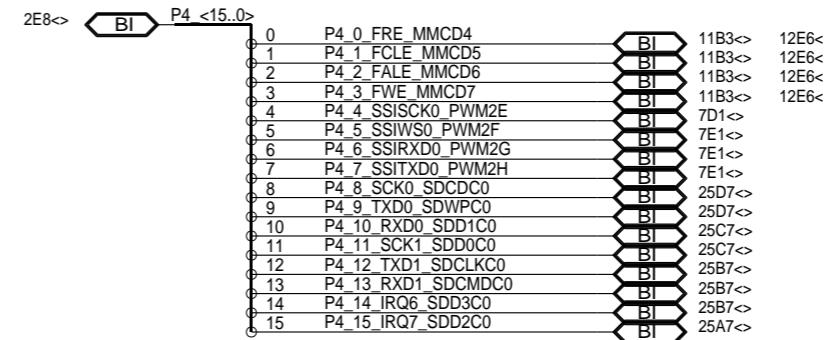 2E8<> BI P4_<15..0>
0 P4_0_FRE_MMCD4 BI 11B3<> 12E6<
1 P4_1_FCLE_MMCD5 BI 11B3<> 12E6<
2 P4_2_FALE_MMCD6 BI 11B3<> 12E6<
3 P4_3_FWE_MMCD7 BI 11B3<> 12E6<
4 P4_4_SSISCK0_PWM2E BI 7D1<>
5 P4_5_SSIWS0_PWM2F BI 7E1<>
6 P4_6_SSIRXD0_PWM2G BI 7E1<>
7 P4_7_SSITXD0_PWM2H BI 7E1<>
8 P4_8_SCK0_SDCDC0 BI 25D7<>
9 P4_9_TXD0_SDWPC0 BI 25D7<>
10 P4_10_RXD0_SDD1C0 BI 25C7<>
11 P4_11_SCK1_SDD0C0 BI 25C7<>
12 P4_12_TXD1_SDCLKC0 BI 25B7<>
13 P4_13_RXD1_SDCMDC0 BI 25B7<>
14 P4_14_IRQ6_SDD3C0 BI 25B7<>
15 P4_15_IRQ7_SDD2C0 BI 25A7<>